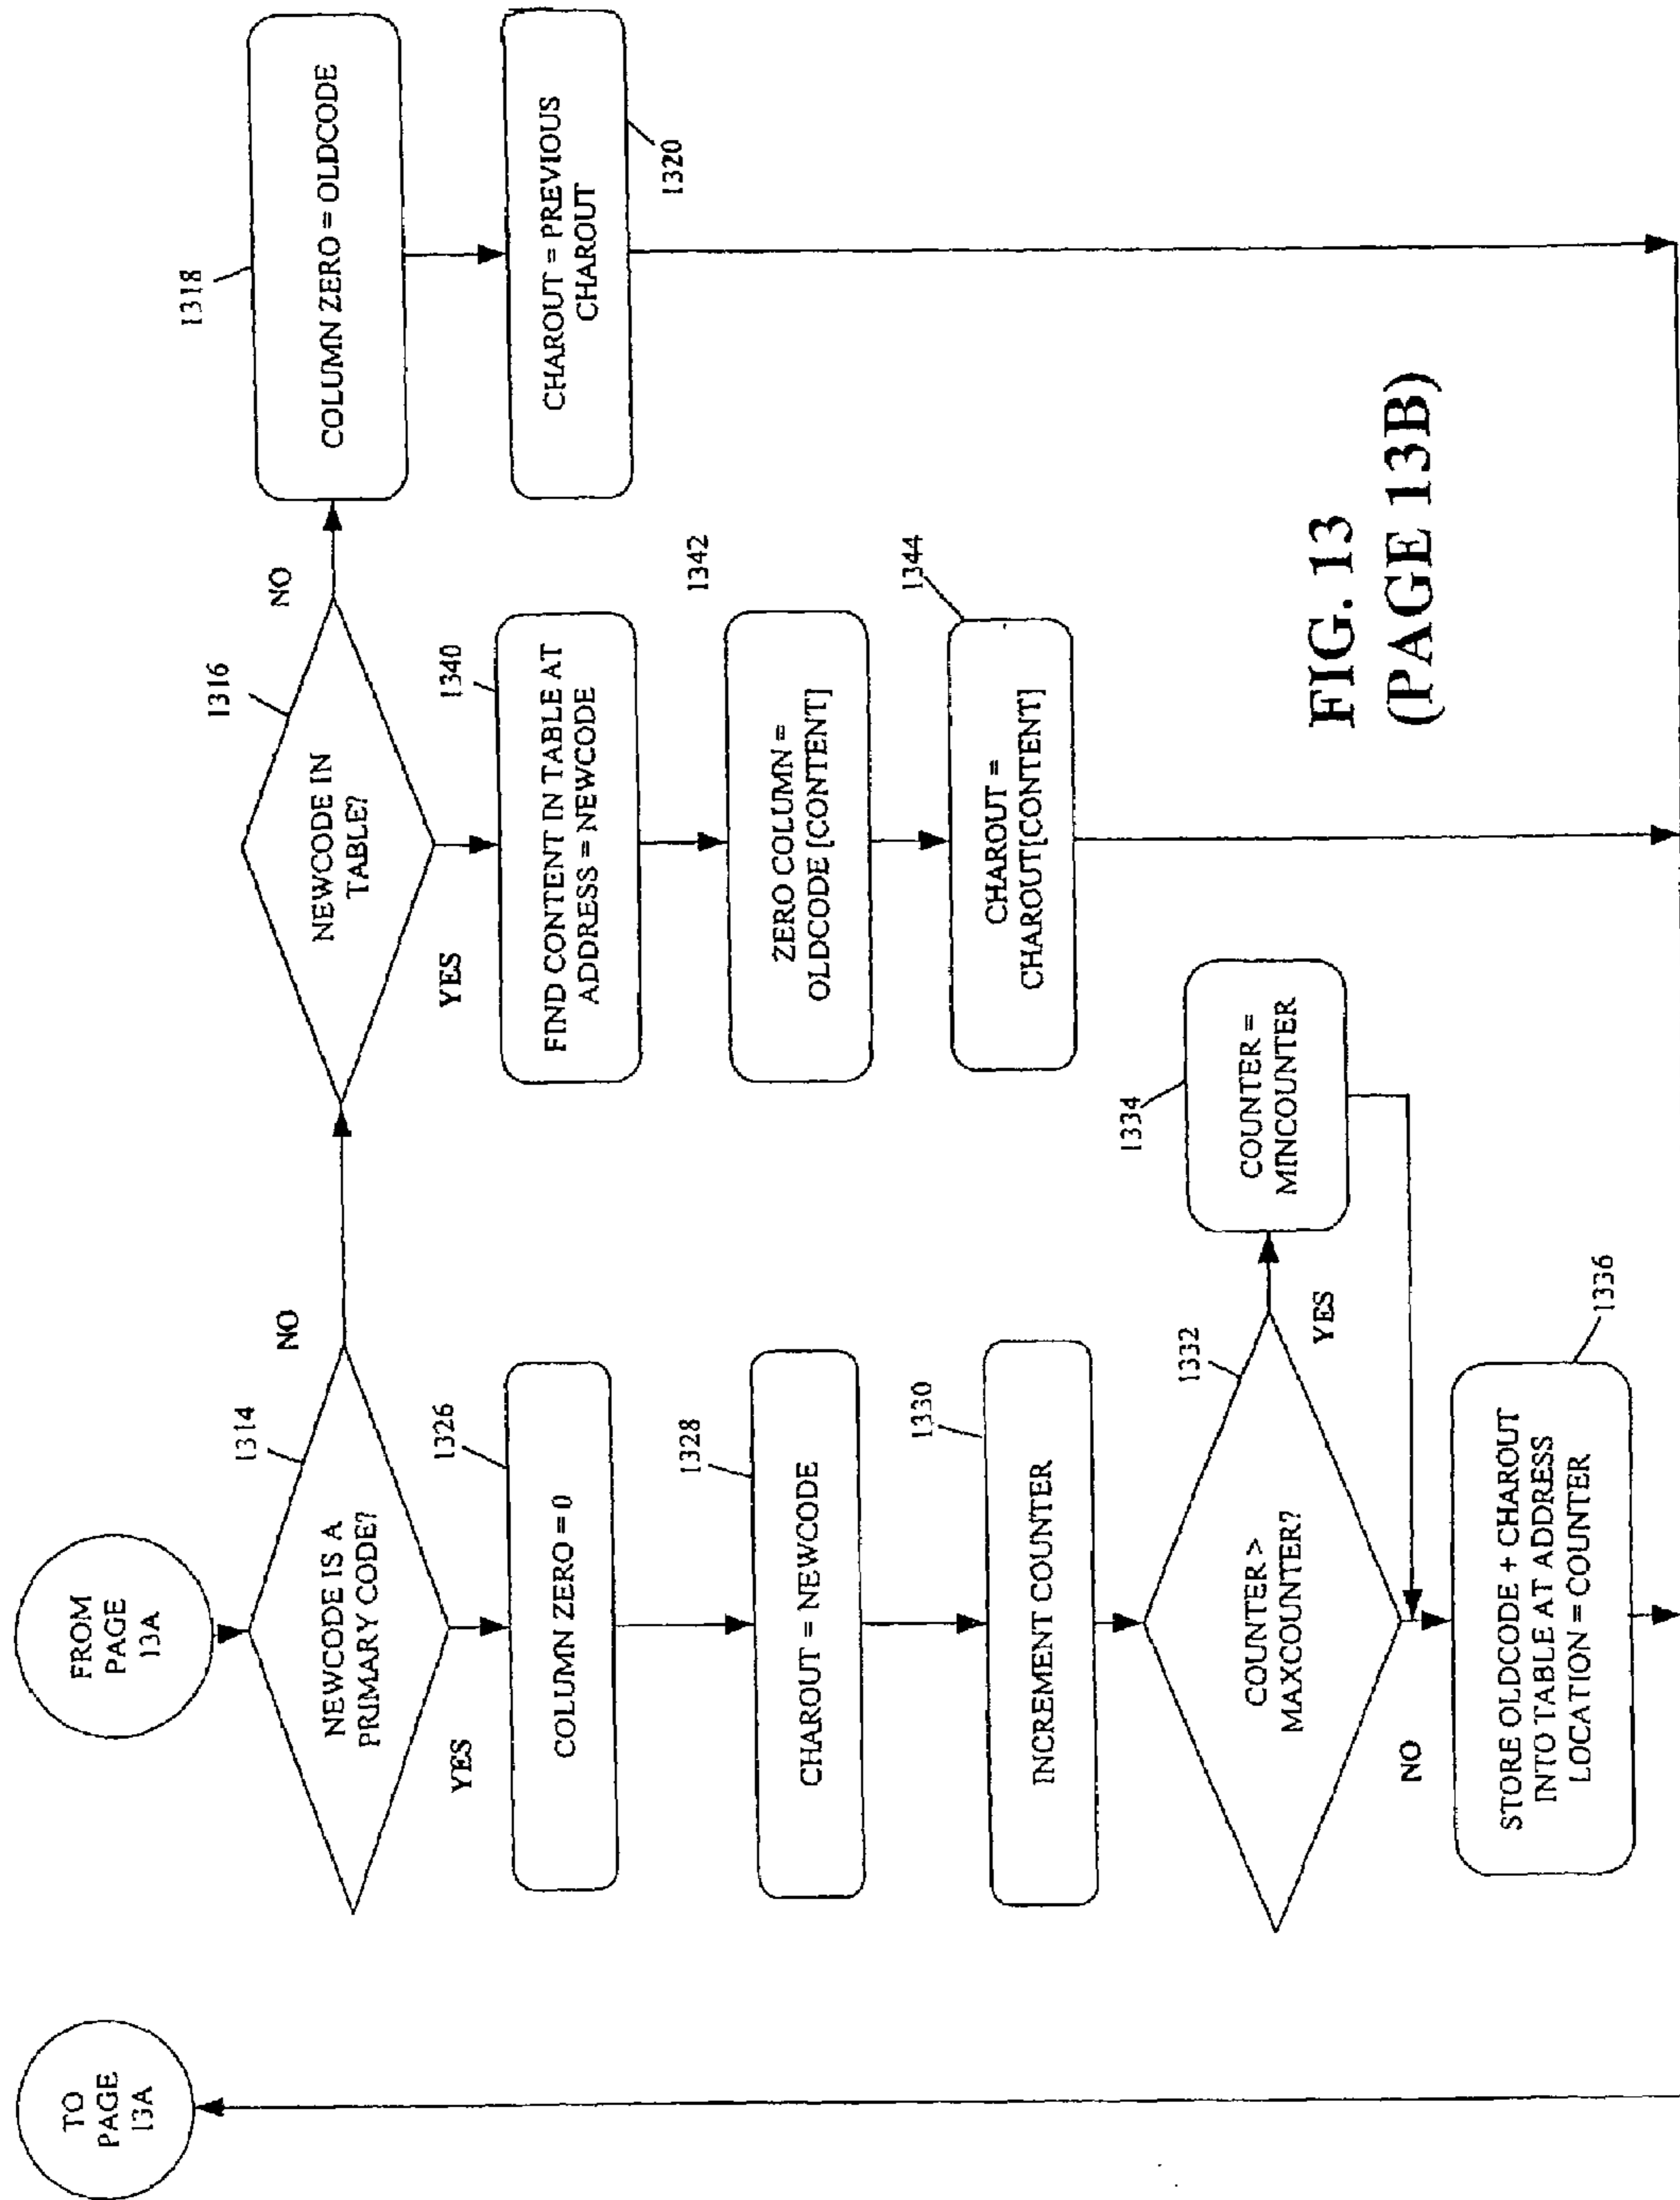 TO
PAGE
13A
FROM
PAGE
13A
1314
NEWCODE IS A
PRIMARY CODE?
NO
YES
1326
COLUMN ZERO = 0
1328
CHAROUT = NEWCODE
1330
INCREMENT COUNTER
1332
COUNTER >
MAXCOUNTER?
YES
NO
1334
COUNTER =
MINCOUNTER
1336
STORE OLDCODE + CHAROUT
INTO TABLE AT ADDRESS
LOCATION = COUNTER
1316
NEWCODE IN
TABLE?
NO
YES
1340
FIND CONTENT IN TABLE AT
ADDRESS = NEWCODE
1342
ZERO COLUMN =
OLDCODE [CONTENT]
1344
CHAROUT =
CHAROUT[CONTENT]
1318
COLUMN ZERO = OLDCODE
1320
CHAROUT = PREVIOUS
CHAROUT
FIG. 13
(PAGE 13B)